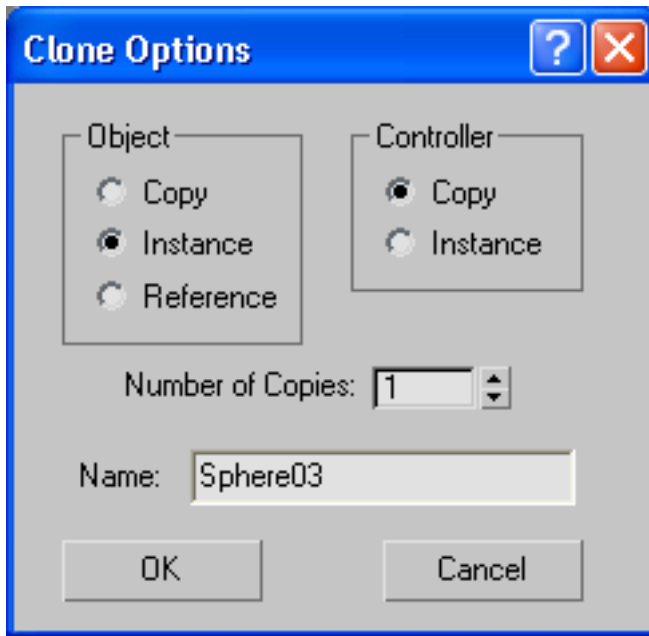 Clone Options ?
Object
Copy
Instance
Reference
Controller
Copy
Instance
Number of Copies: 1
Name: Sphere03
OK Cancel